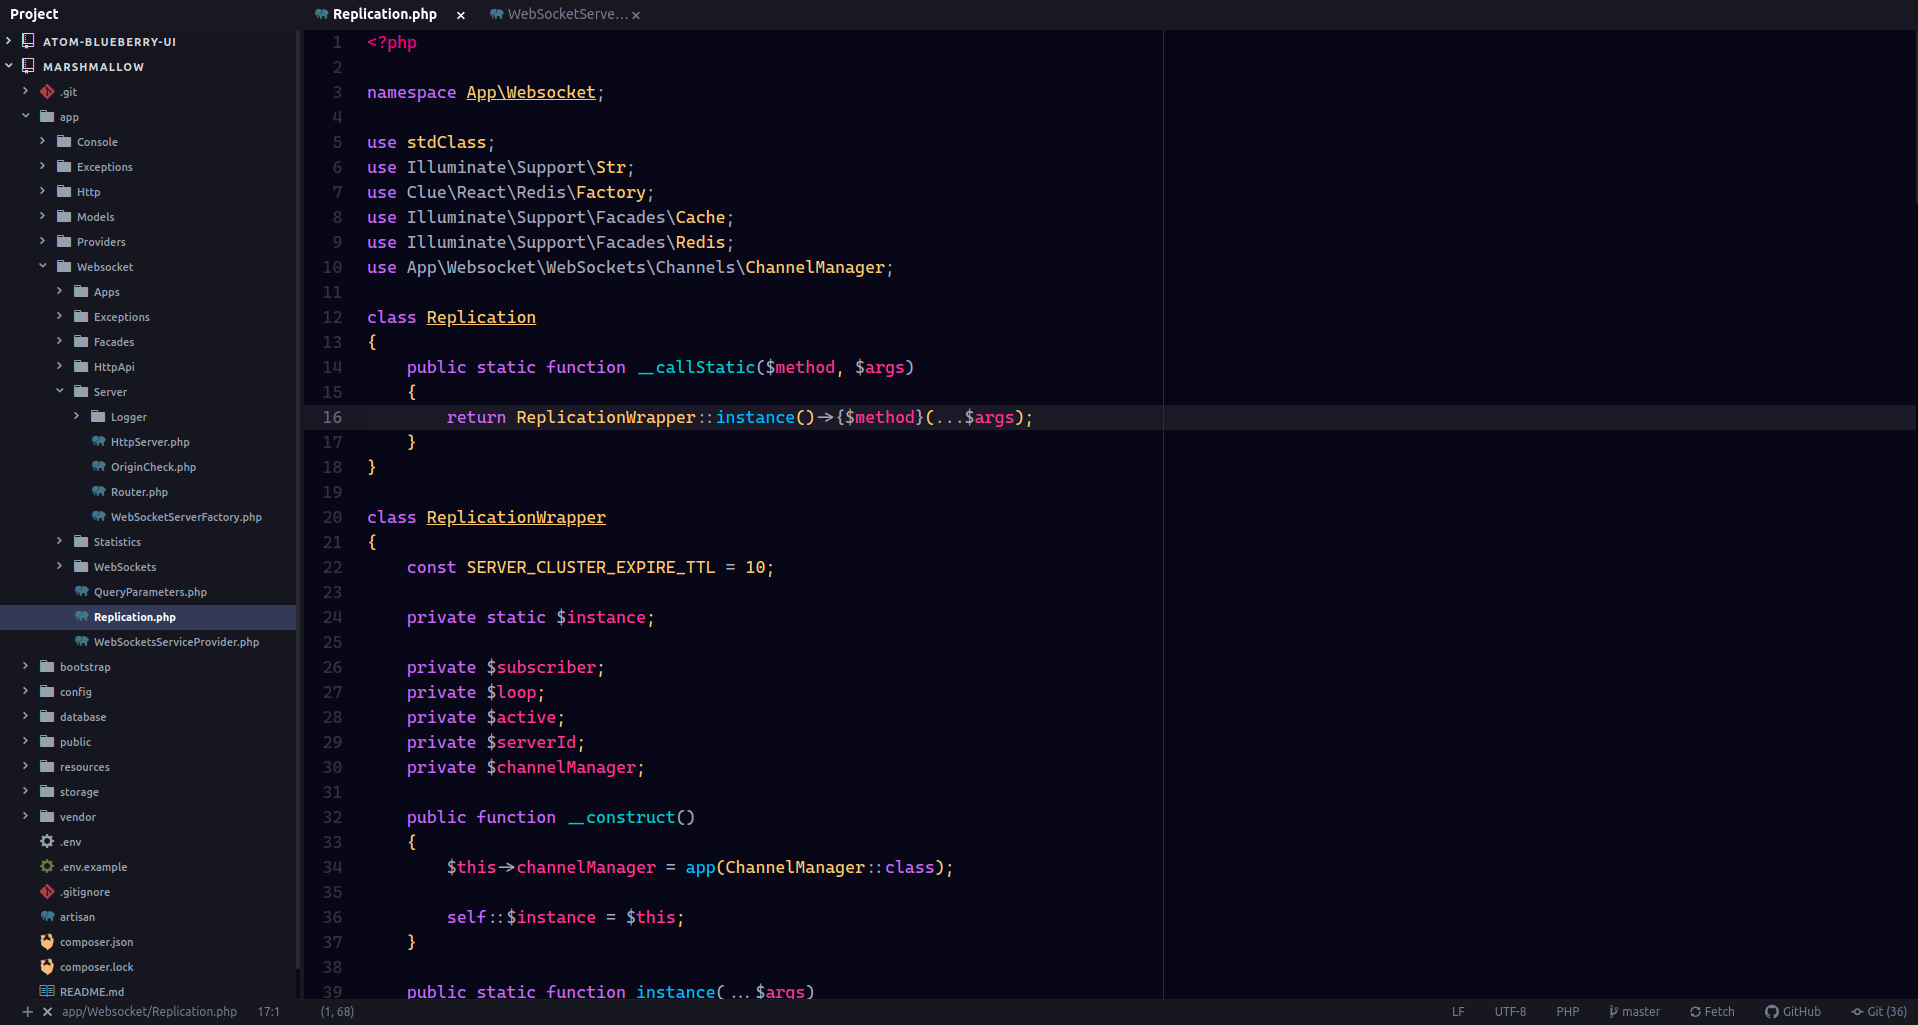 Project
ATOM-BLUEBERRY-UI
MARSHMALLOW
.git
app
Console
Exceptions
Http
Models
Providers
Websocket
Apps
Exceptions
Facades
HttpApi
Server
Logger
HttpServer.php
OriginCheck.php
Router.php
WebSocketServerFactory.php
Statistics
WebSockets
QueryParameters.php
Replication.php
WebSocketsServiceProvider.php
bootstrap
config
database
public
resources
storage
vendor
.env
.env.example
.gitignore
artisan
composer.json
composer.lock
README.md
Replication.php × WebSocketServe... ×
1 <?php
2
3 namespace App\Websocket;
4
5 use stdClass;
6 use Illuminate\Support\Str;
7 use Clue\React\Redis\Factory;
8 use Illuminate\Support\Facades\Cache;
9 use Illuminate\Support\Facades\Redis;
10 use App\Websocket\WebSockets\Channels\ChannelManager;
11
12 class Replication
13 {
14     public static function __callStatic($method, $args)
15     {
16         return ReplicationWrapper::instance()->{$method}(...$args);
17     }
18 }
19
20 class ReplicationWrapper
21 {
22     const SERVER_CLUSTER_EXPIRE_TTL = 10;
23
24     private static $instance;
25
26     private $subscriber;
27     private $loop;
28     private $active;
29     private $serverId;
30     private $channelManager;
31
32     public function __construct()
33     {
34         $this->channelManager = app(ChannelManager::class);
35
36         self::$instance = $this;
37     }
38
39     public static function instance(...$args)
+ × app/Websocket/Replication.php 17:1 (1, 68) LF UTF-8 PHP master Fetch GitHub Git (36)